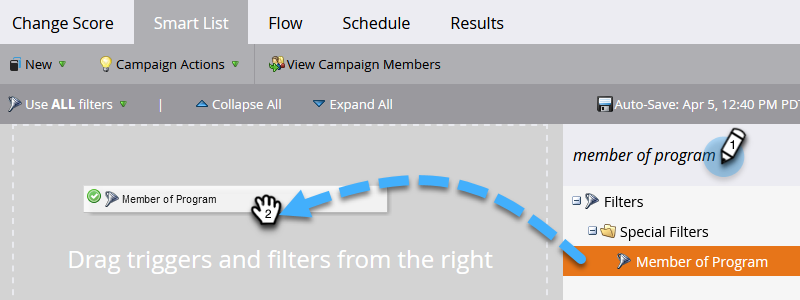 Change Score Smart List Flow Schedule Results
New Campaign Actions View Campaign Members
Use ALL filters | Collapse All Expand All Auto-Save: Apr 5, 12:40 PM PDT
member of program 1
Filters
Member of Program 2
Special Filters
Drag triggers and filters from the right
Member of Program